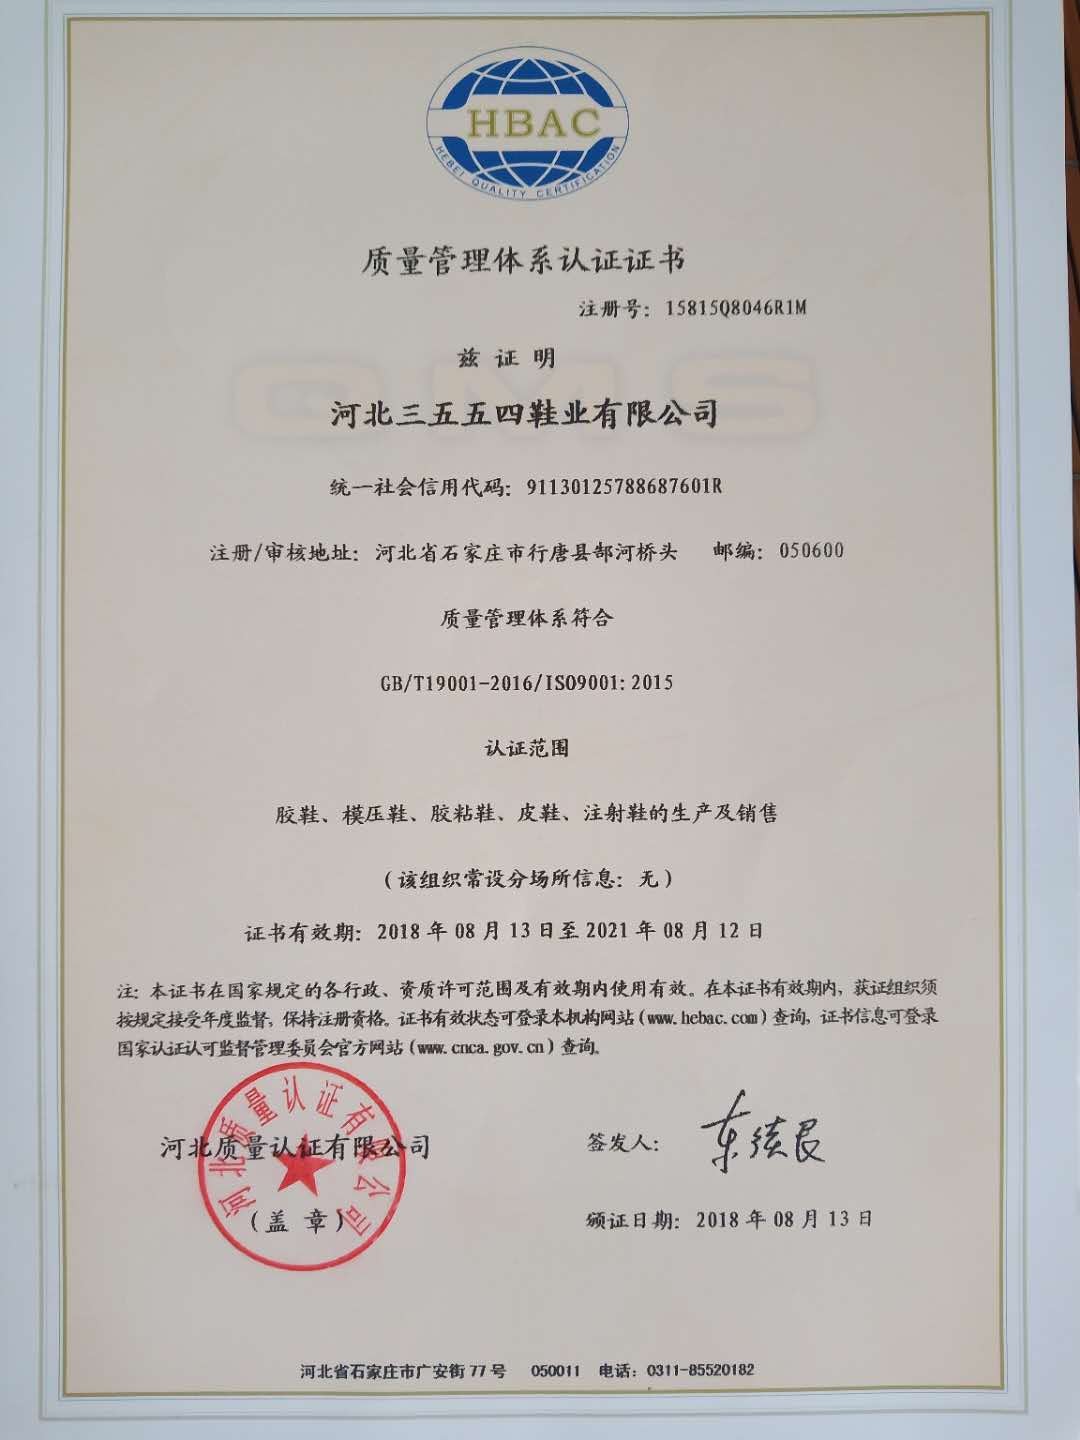 HBAC
HEBEI QUALITY CERTIFICATION
质量管理体系认证证书
注册号：15815Q8046R1M
兹证明
QMS
河北三五五四鞋业有限公司
统一社会信用代码：91130125788687601R
注册/审核地址：河北省石家庄市行唐县郜河桥头 邮编：050600
质量管理体系符合
GB/T19001-2016/ISO9001:2015
认证范围
胶鞋、模压鞋、胶粘鞋、皮鞋、注射鞋的生产及销售
（该组织常设分场所信息：无）
证书有效期：2018 年 08 月 13 日至 2021 年 08 月 12 日
注：本证书在国家规定的各行政、资质许可范围及有效期内使用有效。在本证书有效期内，获证组织须
按规定接受年度监督，保持注册资格。证书有效状态可登录本机构网站（www.hebac.com）查询，证书信息可登录
国家认证认可监督管理委员会官方网站（www.cnca.gov.cn）查询。
河北质量认证有限公司
河北质量认证有限公司
（盖 章）
签发人：
颁证日期：2018 年 08 月 13 日
河北省石家庄市广安街 77 号 050011 电话：0311-85520182